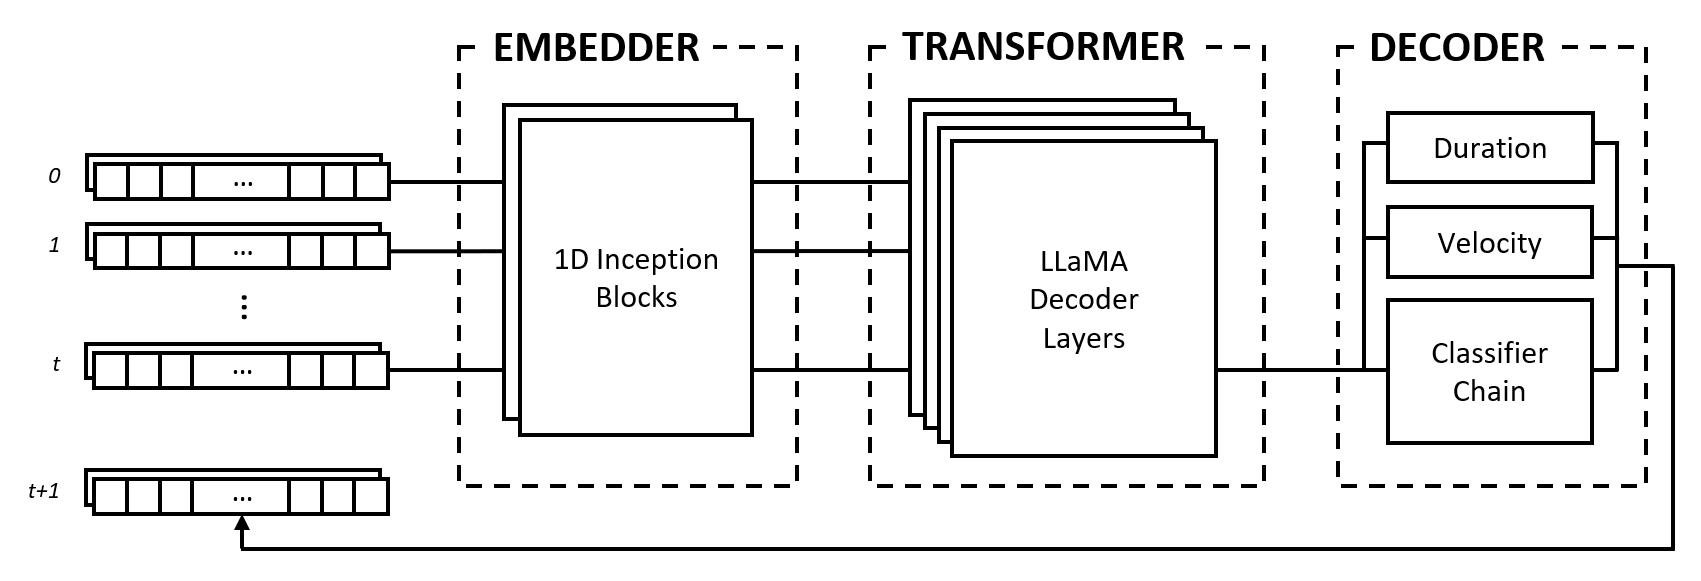 EMBEDDER
TRANSFORMER
DECODER
0
...
1
...
⋮
t
...
t+1
...
1D Inception
Blocks
LLaMA
Decoder
Layers
Duration
Velocity
Classifier
Chain